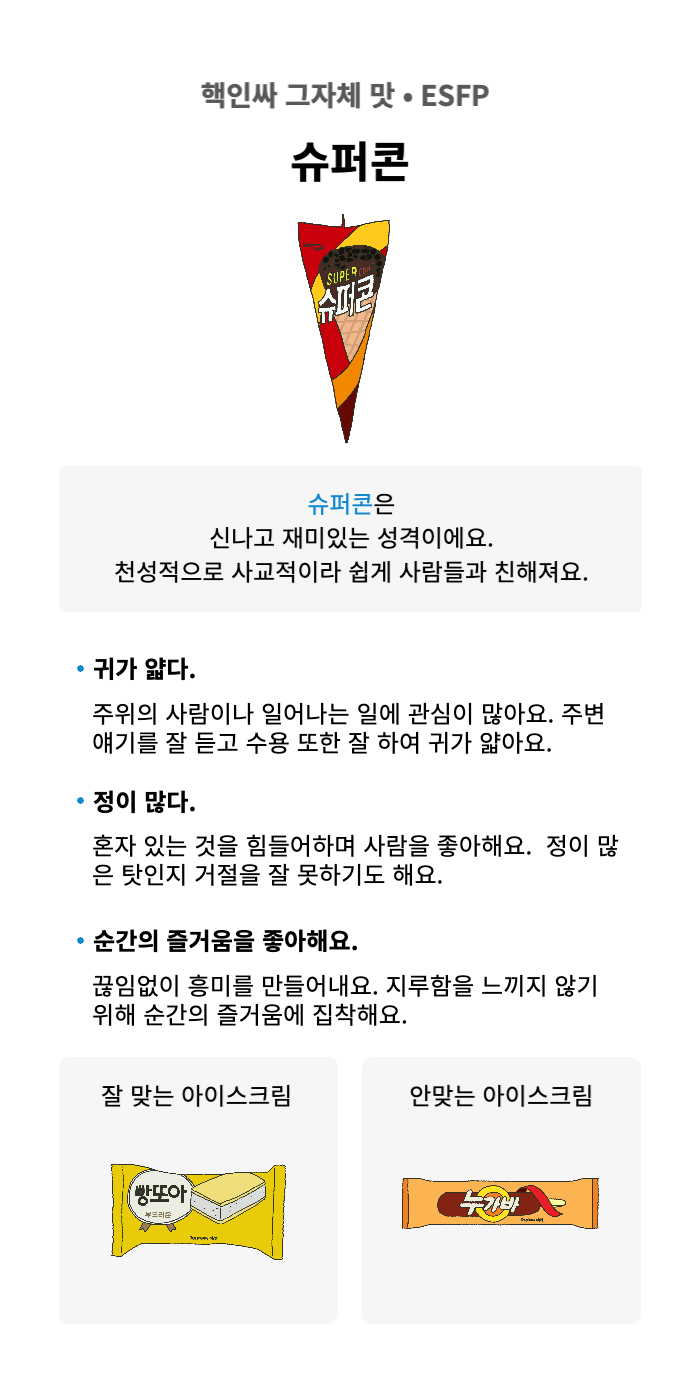 핵인싸 그자체 맛 • ESFP
슈퍼콘
SUPER
슈퍼콘
슈퍼콘은
신나고 재미있는 성격이에요.
천성적으로 사교적이라 쉽게 사람들과 친해져요.
• 귀가 얇다.
주위의 사람이나 일어나는 일에 관심이 많아요. 주변
얘기를 잘 듣고 수용 또한 잘 하여 귀가 얇아요.
• 정이 많다.
혼자 있는 것을 힘들어하며 사람을 좋아해요. 정이 많
은 탓인지 거절을 잘 못하기도 해요.
• 순간의 즐거움을 좋아해요.
끊임없이 흥미를 만들어내요. 지루함을 느끼지 않기
위해 순간의 즐거움에 집착해요.
잘 맞는 아이스크림
안맞는 아이스크림
빵또아
부드러운
누가바